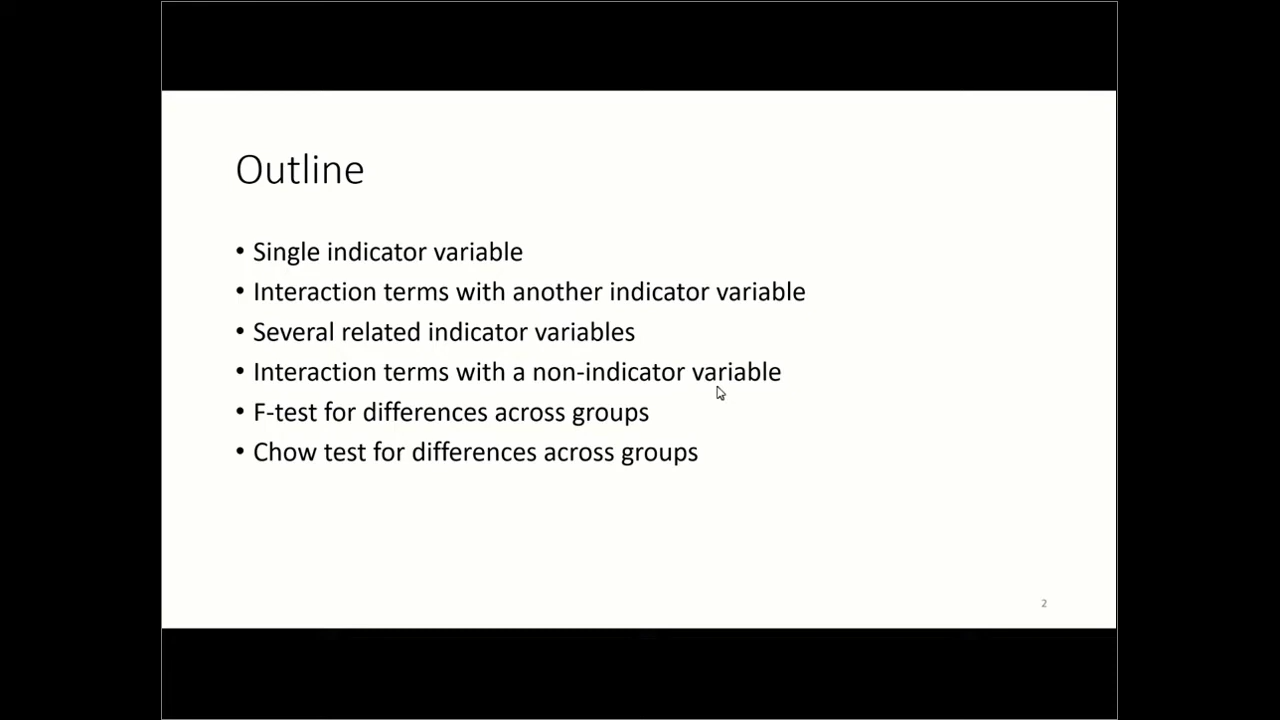 Outline
• Single indicator variable
• Interaction terms with another indicator variable
• Several related indicator variables
• Interaction terms with a non-indicator variable
• F-test for differences across groups
• Chow test for differences across groups
2